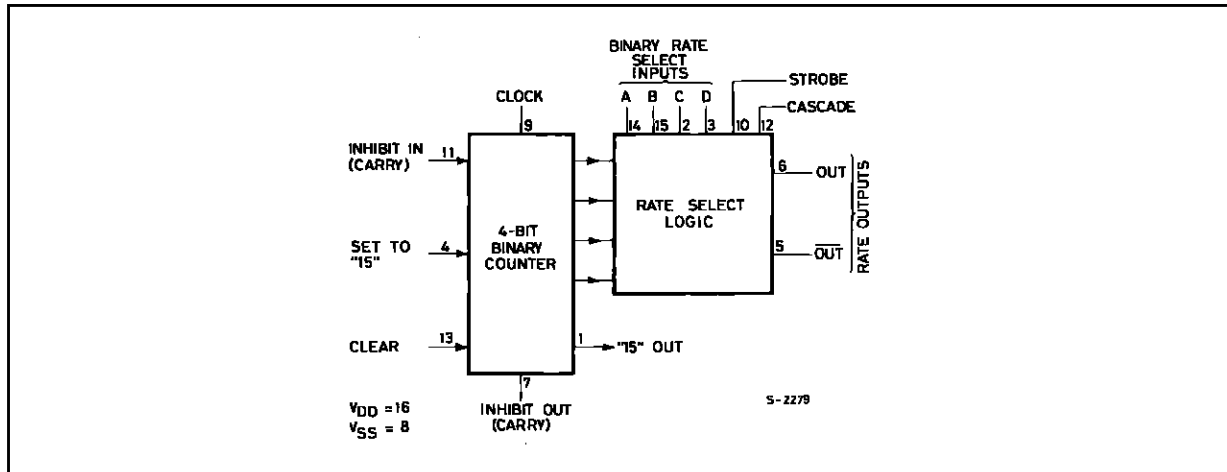 BINARY RATE
SELECT
INPUTS
A B C D
STROBE
CASCADE
CLOCK
9
14 15 2 3 10 12
INHIBIT IN
(CARRY)
11
6
OUT
RATE SELECT
LOGIC
4-BIT
BINARY
COUNTER
SET TO
"15"
4
5
OUT
RATE OUTPUTS
CLEAR
13
1
"15" OUT
7
INHIBIT OUT
(CARRY)
VDD = 16
VSS = 8
S-2279